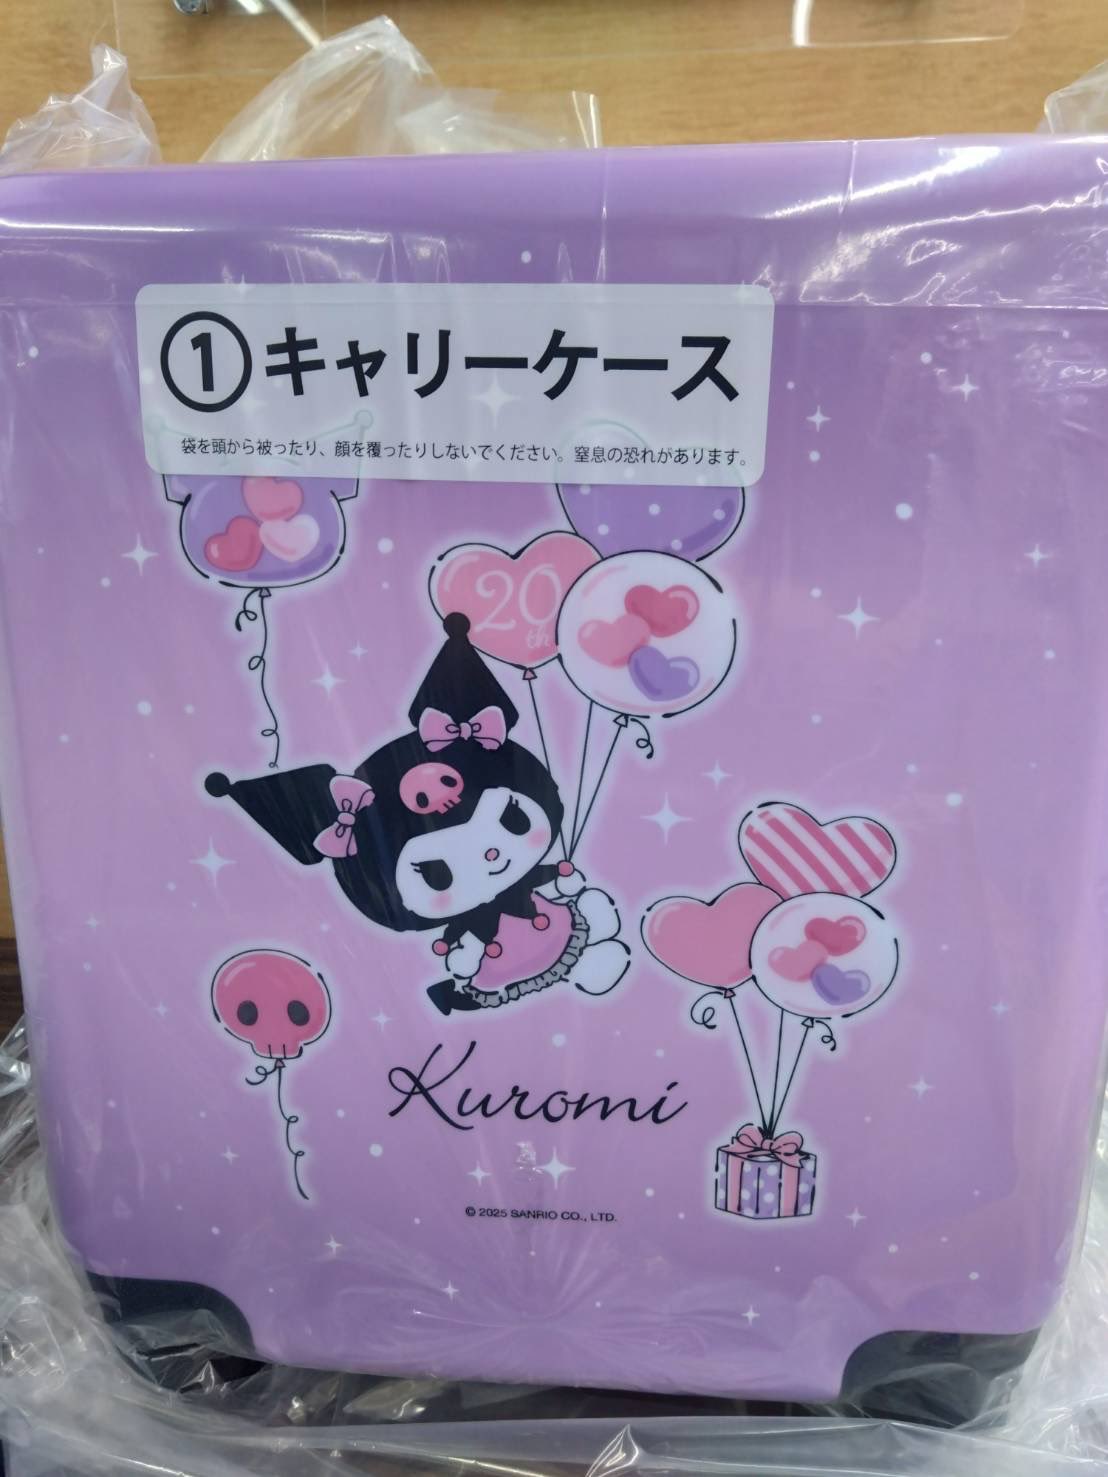 ①キャリーケース
袋を頭から被ったり、顔を覆ったりしないでください。窒息の恐れがあります。
20
th
Kuromi
© 2025 SANRIO CO., LTD.